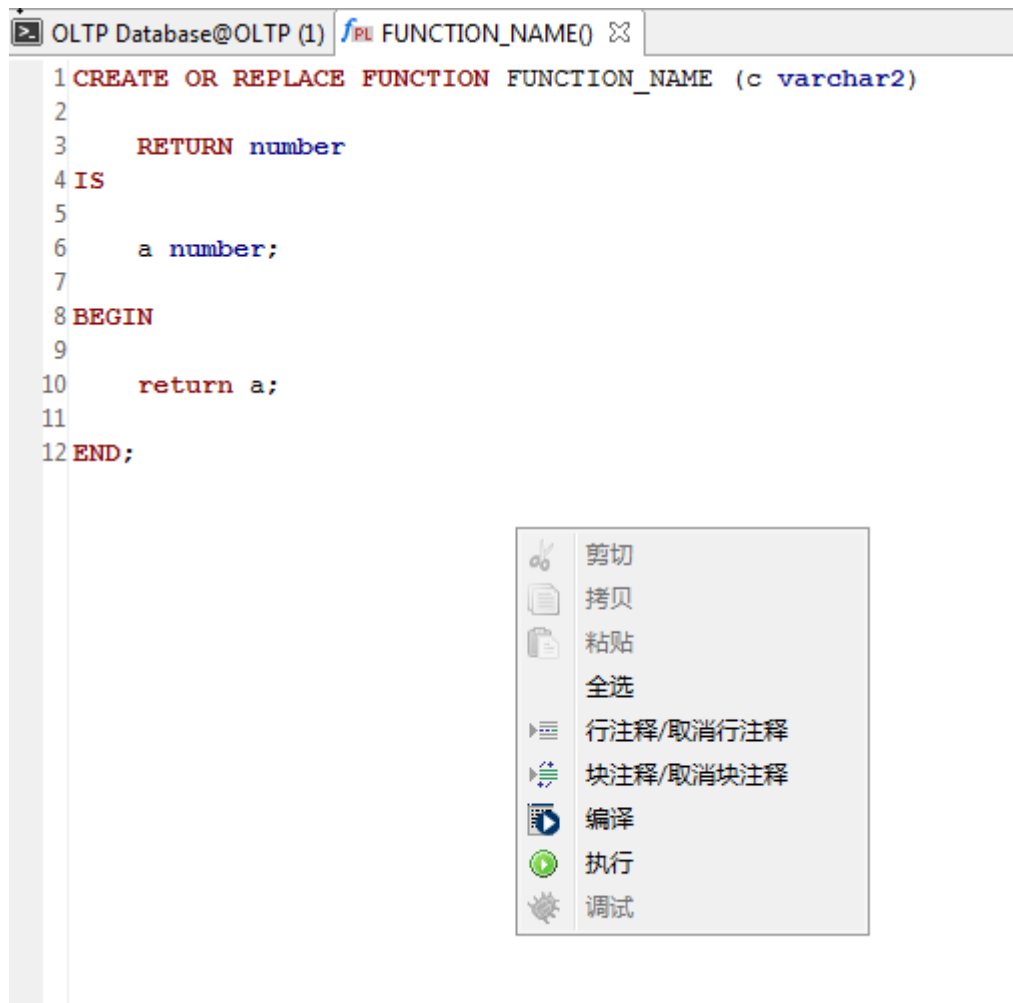 OLTP Database@OLTP (1) fPL FUNCTION_NAME()
1 CREATE OR REPLACE FUNCTION FUNCTION_NAME (c varchar2)
2
3 RETURN number
4 IS
5
6 a number;
7
8 BEGIN
9
10 return a;
11
12 END;
剪切
拷贝
粘贴
全选
行注释/取消行注释
块注释/取消块注释
编译
执行
调试